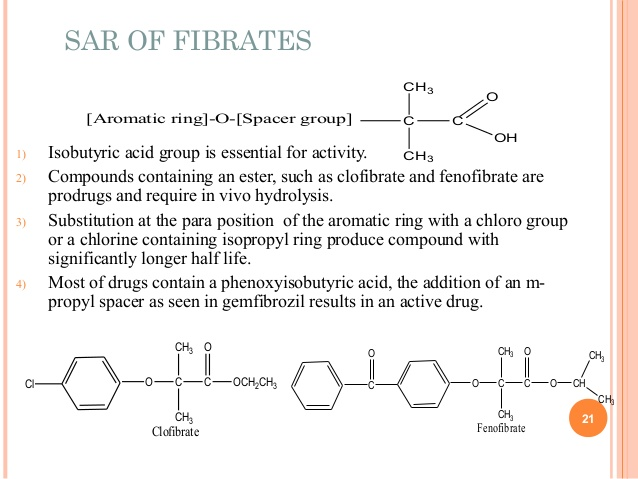 SAR OF FIBRATES
CH3
O
[Aromatic ring]-O-[Spacer group] C C
OH
CH3
1) Isobutyric acid group is essential for activity.
2) Compounds containing an ester, such as clofibrate and fenofibrate are
prodrugs and require in vivo hydrolysis.
3) Substitution at the para position of the aromatic ring with a chloro group
or a chlorine containing isopropyl ring produce compound with
significantly longer half life.
4) Most of drugs contain a phenoxyisobutyric acid, the addition of an m-
propyl spacer as seen in gemfibrozil results in an active drug.
CH3 O
Cl O C C OCH2CH3
CH3
Clofibrate
O CH3 O CH3
C O C C O CH
CH3 CH3
Fenofibrate
21